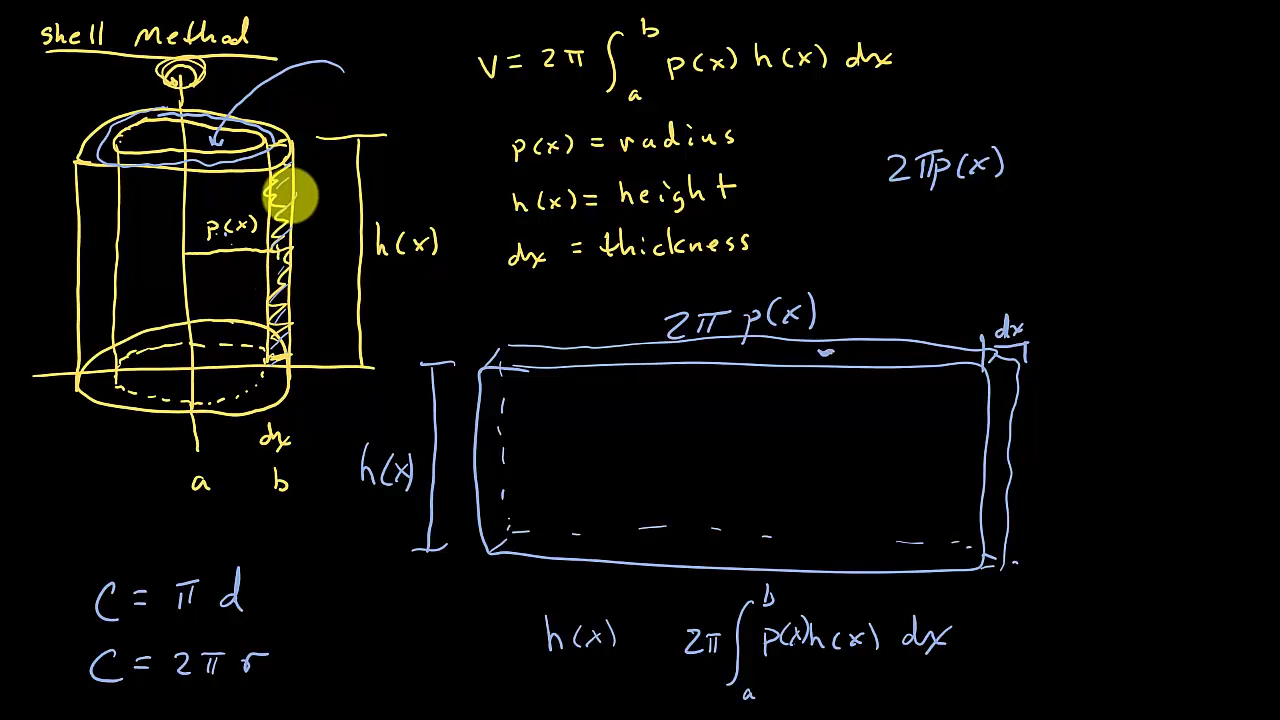 shell method
V = 2π ∫ₐᵇ p(x) h(x) dx
p(x) = radius
h(x) = height
dx = thickness
2πp(x)
p(x)
h(x)
dx
a
b
2π p(x)
dx
h(x)
C = π d
C = 2π r
h(x)
2π ∫ₐᵇ p(x)h(x) dx